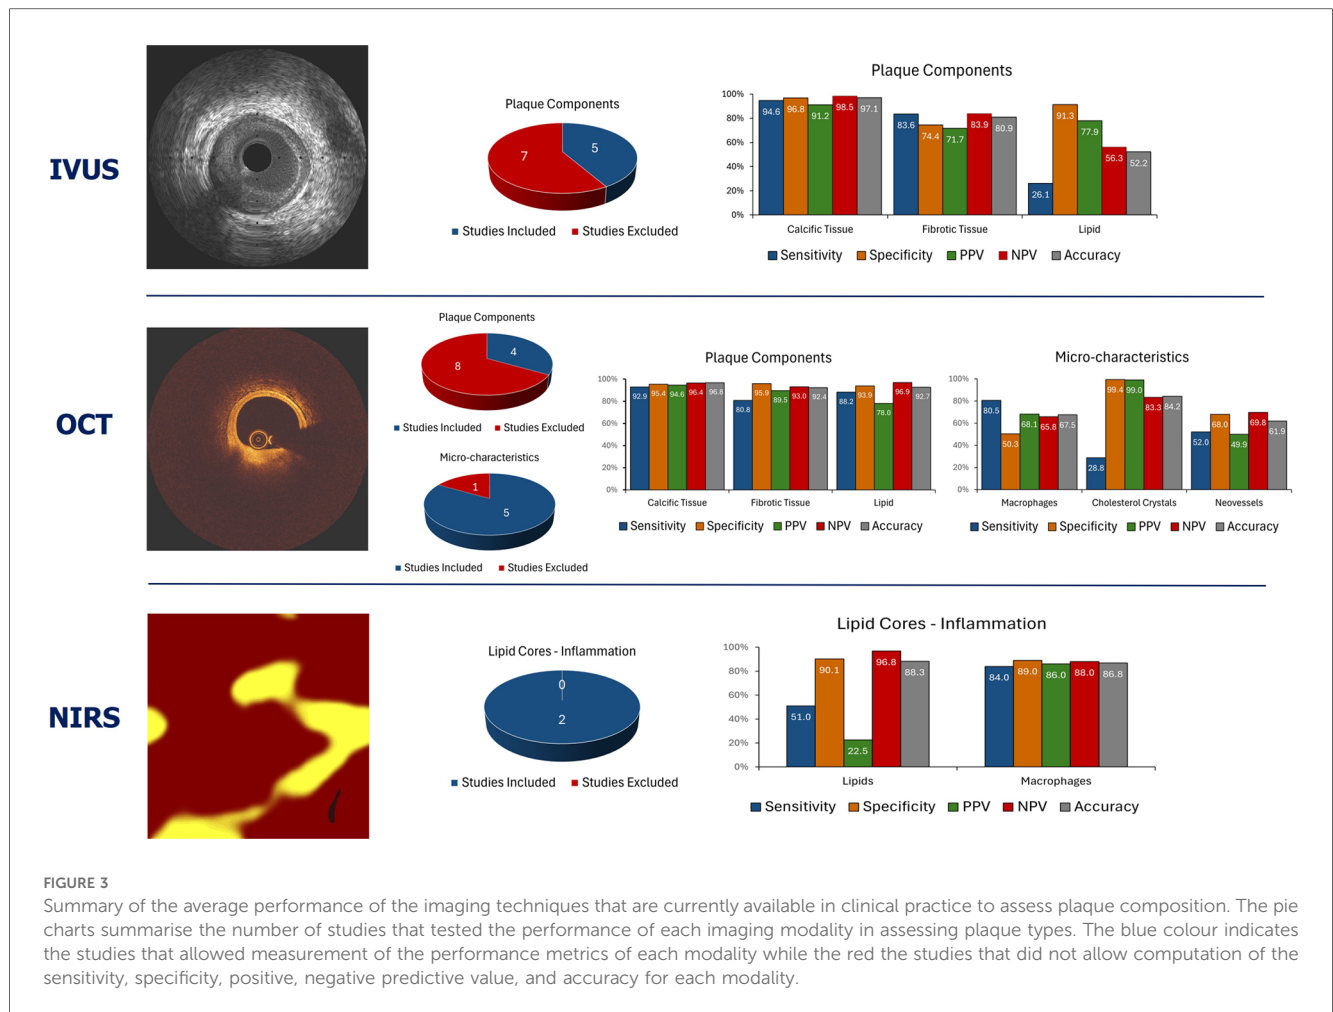 IVUS
Plaque Components
7
5
Studies Included
Studies Excluded
Plaque Components
100%
80%
60%
40%
20%
0%
94.6
96.8
91.2
98.5
97.1
83.6
74.4
71.7
83.9
80.9
26.1
91.3
77.9
56.3
52.2
Calcific Tissue
Fibrotic Tissue
Lipid
Sensitivity
Specificity
PPV
NPV
Accuracy
OCT
Plaque Components
8
4
Studies Included
Studies Excluded
Micro-characteristics
1
5
Studies Included
Studies Excluded
Plaque Components
100%
80%
60%
40%
20%
0%
92.9
95.4
94.6
96.4
96.8
80.8
95.9
89.5
93.0
92.4
88.2
93.9
78.0
96.9
92.7
Calcific Tissue
Fibrotic Tissue
Lipid
Sensitivity
Specificity
PPV
NPV
Accuracy
Micro-characteristics
100%
80%
60%
40%
20%
0%
80.5
50.3
68.1
65.8
67.5
28.8
99.4
99.0
83.3
84.2
52.0
68.0
49.9
69.8
61.9
Macrophages
Cholesterol Crystals
Neovessels
Sensitivity
Specificity
PPV
NPV
Accuracy
NIRS
Lipid Cores - Inflammation
0
2
Studies Included
Studies Excluded
Lipid Cores - Inflammation
100%
80%
60%
40%
20%
0%
51.0
90.1
22.5
96.8
88.3
84.0
89.0
86.0
88.0
86.8
Lipids
Macrophages
Sensitivity
Specificity
PPV
NPV
Accuracy
FIGURE 3
Summary of the average performance of the imaging techniques that are currently available in clinical practice to assess plaque composition. The pie
charts summarise the number of studies that tested the performance of each imaging modality in assessing plaque types. The blue colour indicates
the studies that allowed measurement of the performance metrics of each modality while the red the studies that did not allow computation of the
sensitivity, specificity, positive, negative predictive value, and accuracy for each modality.